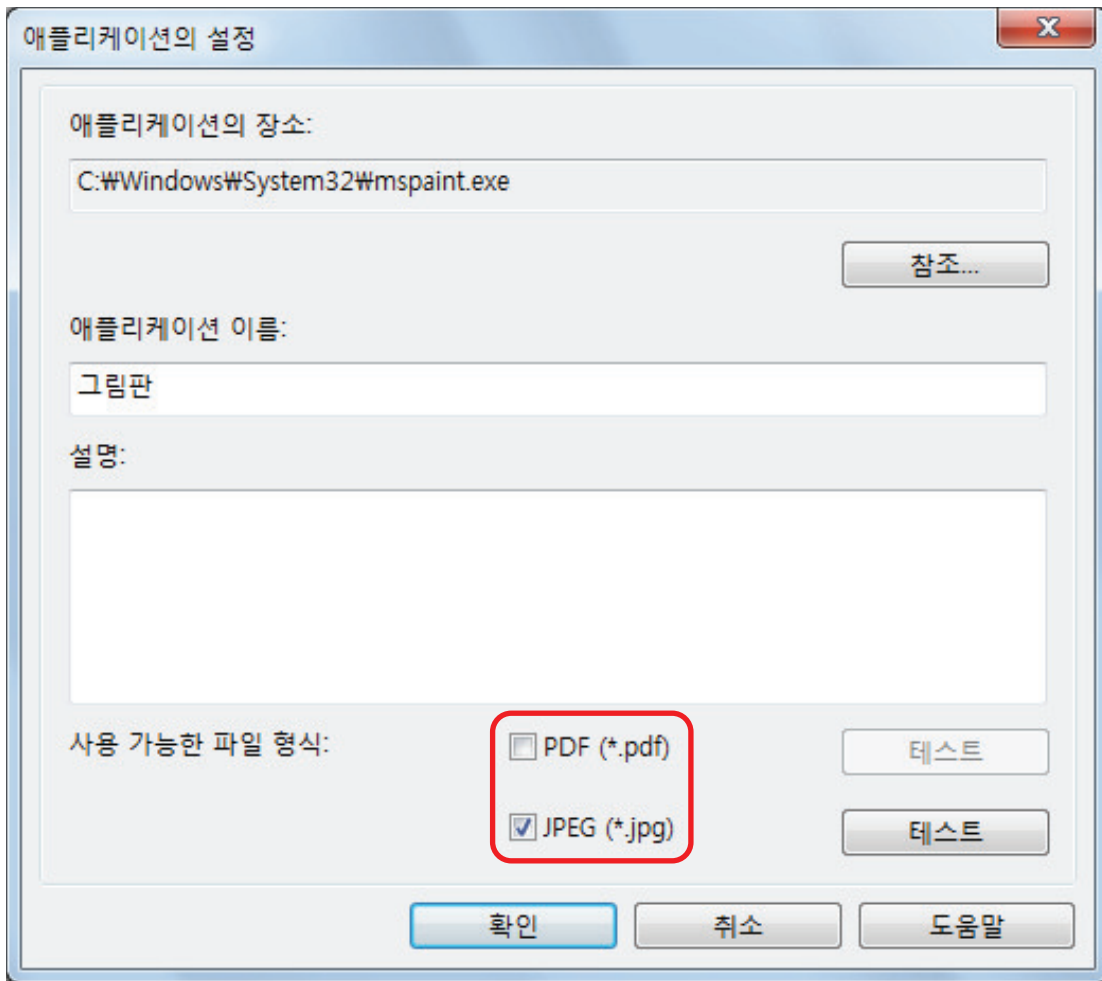 애플리케이션의 설정
애플리케이션의 장소:
C:₩Windows₩System32₩mspaint.exe
참조...
애플리케이션 이름:
그림판
설명:
사용 가능한 파일 형식:
PDF (*.pdf)
테스트
JPEG (*.jpg)
테스트
확인
취소
도움말